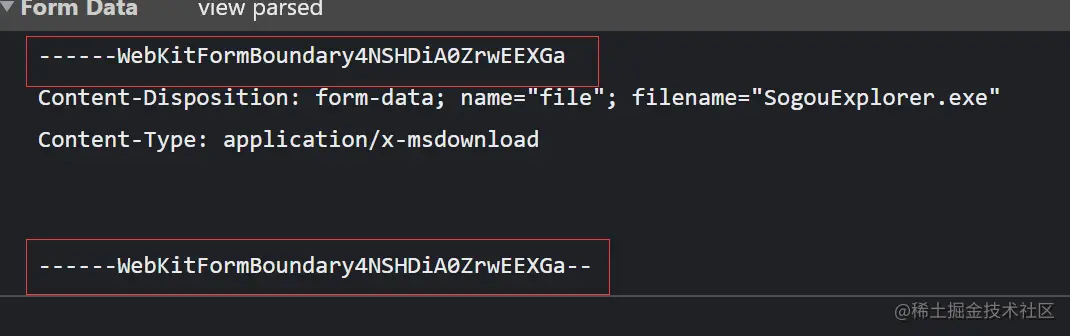 Form Data view parsed
------WebKitFormBoundary4NSHDiA0ZrwEEXGa
Content-Disposition: form-data; name="file"; filename="SogouExplorer.exe"
Content-Type: application/x-msdownload
------WebKitFormBoundary4NSHDiA0ZrwEEXGa--
@稀土掘金技术社区